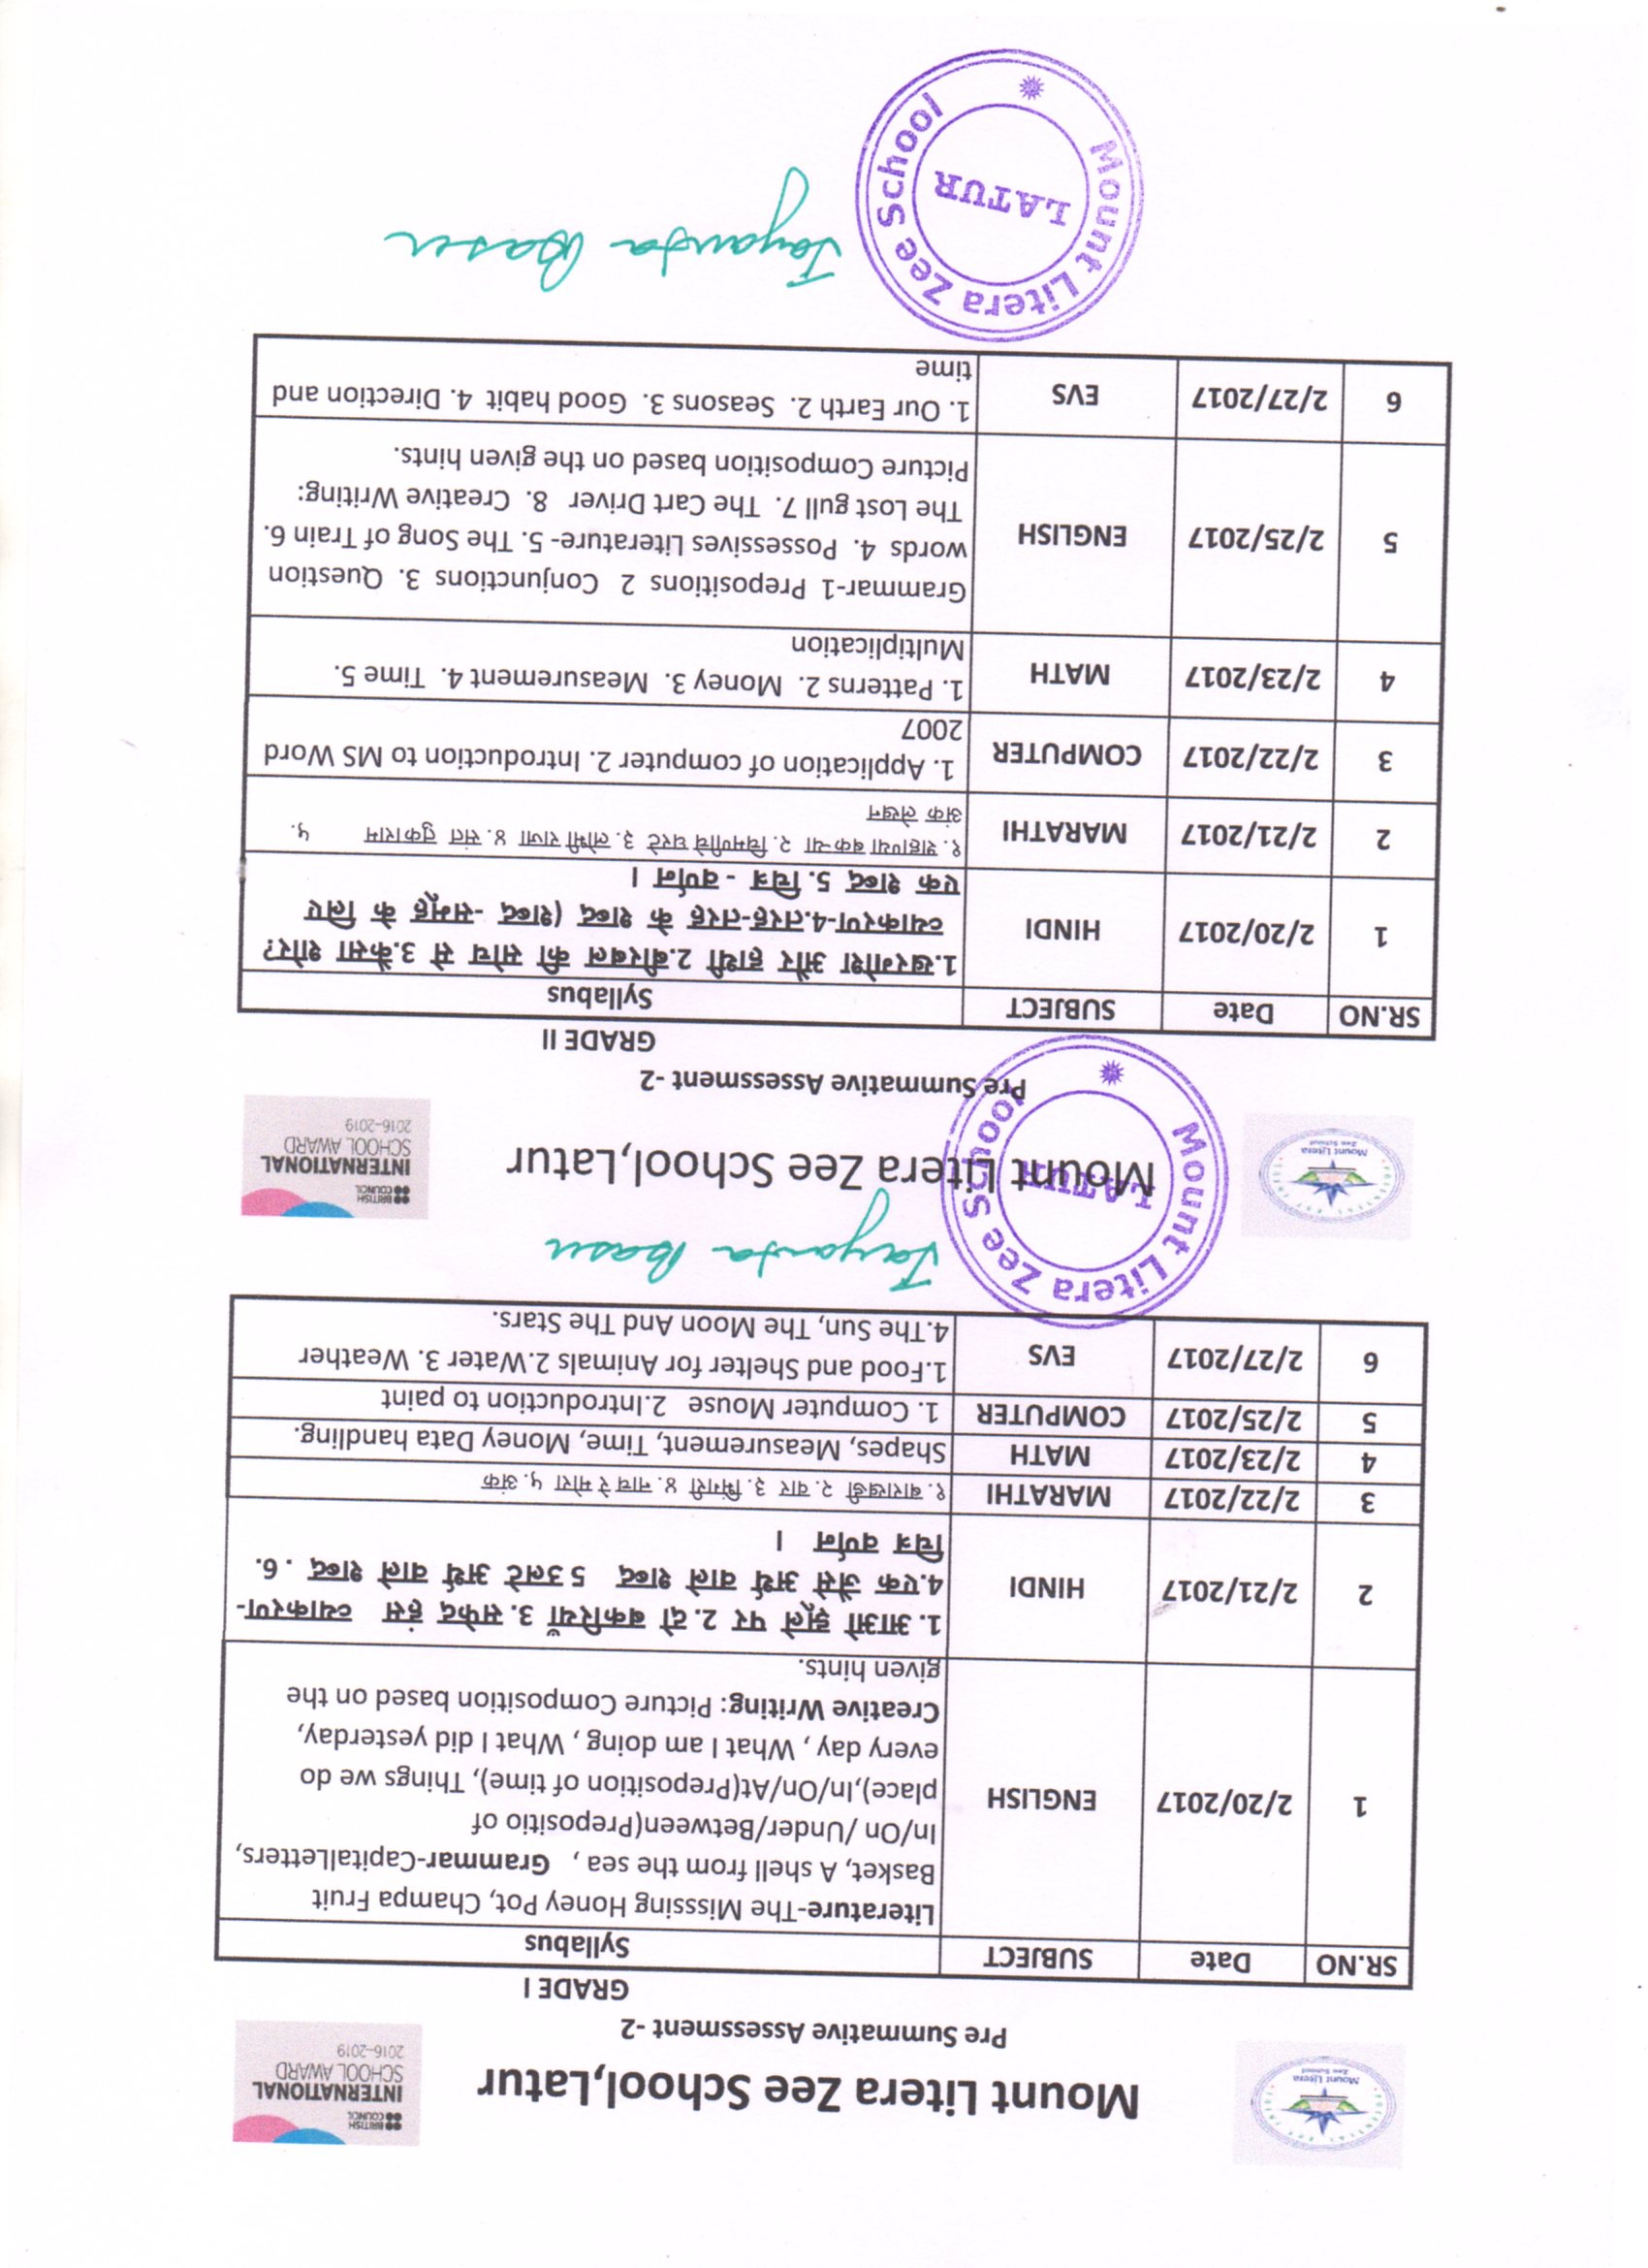 Mount Litera
Zee School
Mount Litera Zee School,Latur
BRITISH
COUNCIL
INTERNATIONAL
SCHOOL AWARD
2016–2019
Pre Summative Assessment -2
GRADE I
SR.NO Date SUBJECT Syllabus
1 2/20/2017 ENGLISH
Literature-The Misssing Honey Pot, Champa Fruit
Basket, A shell from the sea , Grammar-CapitalLetters,
In/On /Under/Between(Prepositio of
place),In/On/At(Preposition of time), Things we do
every day , What I am doing , What I did yesterday,
Creative Writing: Picture Composition based on the
given hints.
2 2/21/2017 HINDI
1. आओ झूले पर 2. दो बकरियाँ 3. सफेद हंस व्याकरण-
4.एक जैसे अर्थ वाले शब्द 5 उलटे अर्थ वाले शब्द . 6.
चित्र वर्णन ।
3 2/22/2017 MARATHI १. बाराखडी २. वार ३. भिंगरी ४. नाच रे मोरा ५. अंक
4 2/23/2017 MATH Shapes, Measurement, Time, Money Data handling.
5 2/25/2017 COMPUTER 1. Computer Mouse 2.Introduction to paint
6 2/27/2017 EVS
1.Food and Shelter for Animals 2.Water 3. Weather
4.The Sun, The Moon And The Stars.
Mount Litera Zee School
LATUR
Jayanta Basu
Mount Litera
Zee School
Mount Litera Zee School,Latur
BRITISH
COUNCIL
INTERNATIONAL
SCHOOL AWARD
2016–2019
Pre Summative Assessment -2
GRADE II
SR.NO Date SUBJECT Syllabus
1 2/20/2017 HINDI
1.खरगोश और हाथी 2.बीरबल की सोच से 3.कैसा शोर?
व्याकरण-4.तरह-तरह के शब्द (शब्द -समूह के लिए
एक शब्द 5. चित्र - वर्णन ।
2 2/21/2017 MARATHI
१. शहाण्या बकऱ्या २. चिमणीचे घरटे ३. लोभी राजा ४. संत तुकाराम ५.
अंक लेखन
3 2/22/2017 COMPUTER
1. Application of computer 2. Introduction to MS Word
2007
4 2/23/2017 MATH
1. Patterns 2. Money 3. Measurement 4. Time 5.
Multiplication
5 2/25/2017 ENGLISH
Grammar-1 Prepositions 2 Conjunctions 3. Question
words 4. Possessives Literature- 5. The Song of Train 6.
The Lost gull 7. The Cart Driver 8. Creative Writing:
Picture Composition based on the given hints.
6 2/27/2017 EVS
1. Our Earth 2. Seasons 3. Good habit 4. Direction and
time
Mount Litera Zee School
LATUR
Jayanta Basu